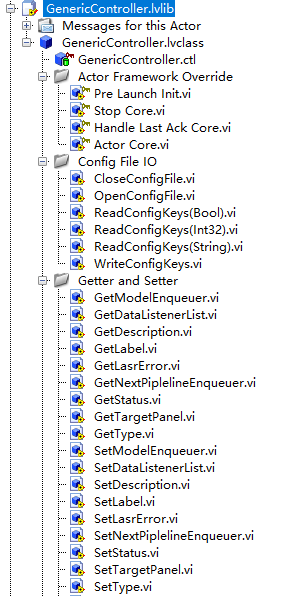 GenericController.lvlib
Messages for this Actor
GenericController.lvclass
GenericController.ctl
Actor Framework Override
Pre Launch Init.vi
Stop Core.vi
Handle Last Ack Core.vi
Actor Core.vi
Config File IO
CloseConfigFile.vi
OpenConfigFile.vi
ReadConfigKeys(Bool).vi
ReadConfigKeys(Int32).vi
ReadConfigKeys(String).vi
WriteConfigKeys.vi
Getter and Setter
GetModelEnqueuer.vi
GetDataListenerList.vi
GetDescription.vi
GetLabel.vi
GetLasrError.vi
GetNextPiplelineEnqueuer.vi
GetStatus.vi
GetTargetPanel.vi
GetType.vi
SetModelEnqueuer.vi
SetDataListenerList.vi
SetDescription.vi
SetLabel.vi
SetLasrError.vi
SetNextPiplelineEnqueuer.vi
SetStatus.vi
SetTargetPanel.vi
SetType.vi